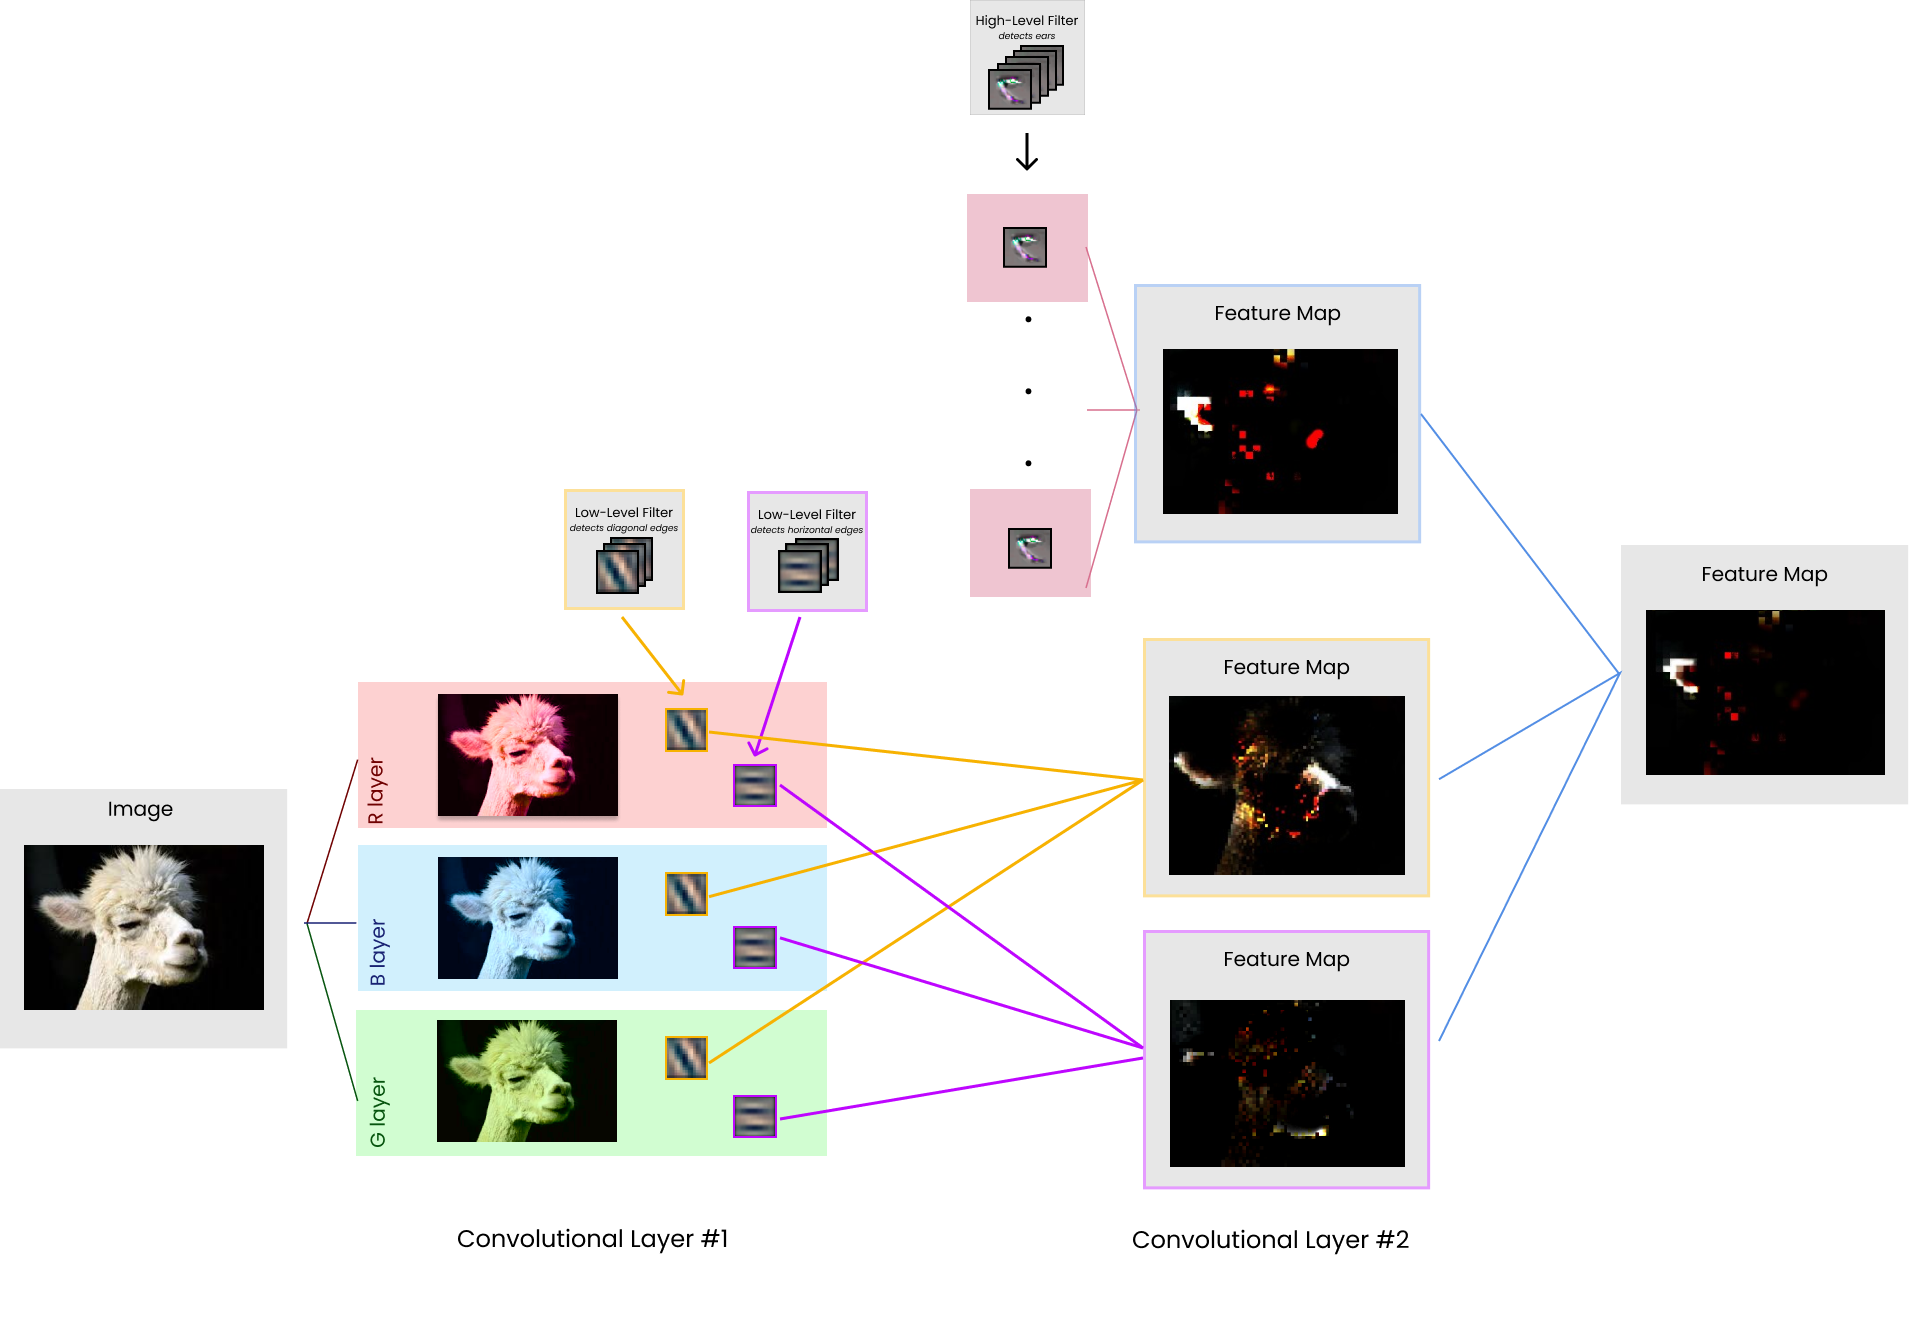 High-Level Filter
detects ears
Feature Map
Low-Level Filter
detects diagonal edges
Low-Level Filter
detects horizontal edges
Feature Map
Feature Map
R layer
Image
B layer
Feature Map
G layer
Convolutional Layer #1
Convolutional Layer #2